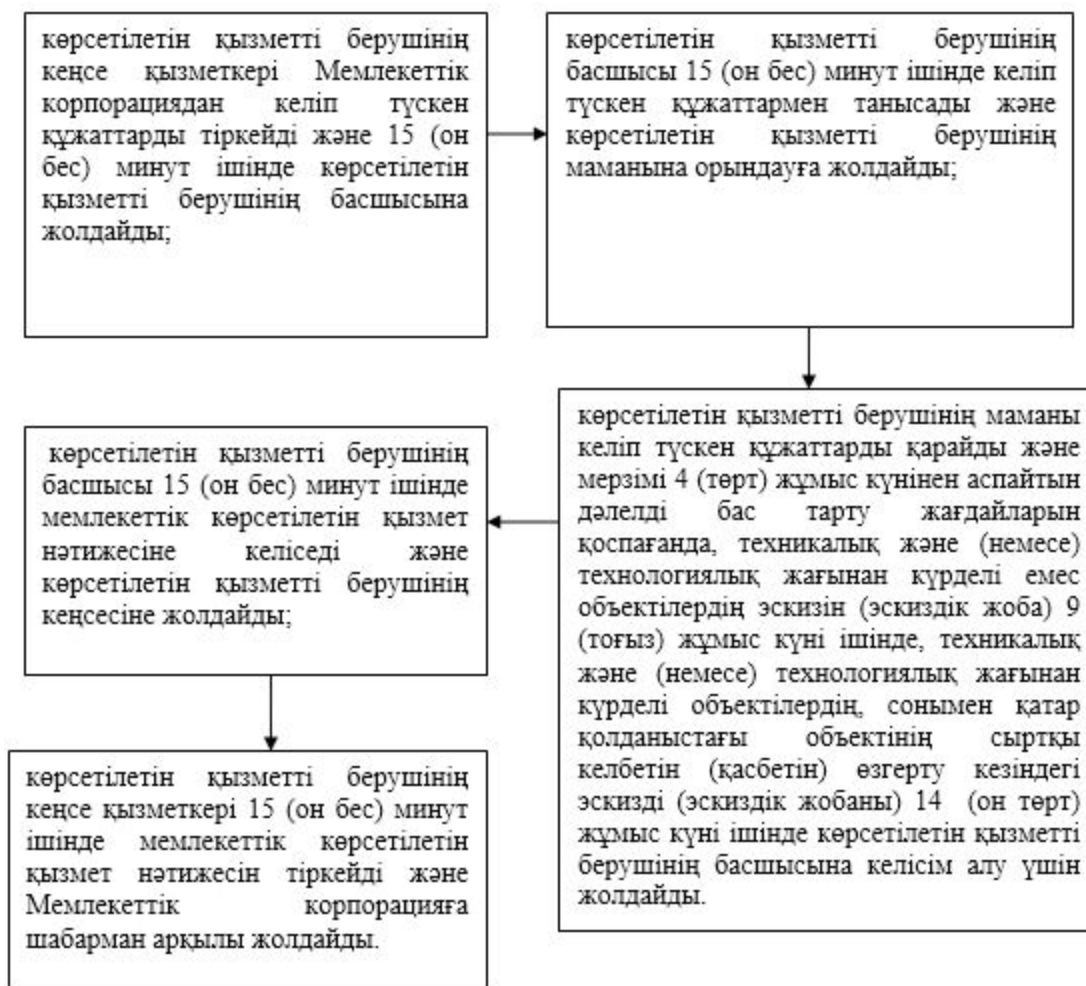 көрсетілетін қызметті берушінің
кеңсе қызметкері Мемлекеттік
корпорациядан келіп түскен
құжаттарды тіркейді және 15 (он
бес) минут ішінде көрсетілетін
қызметті берушінің басшысына
жолдайды;
көрсетілетін қызметті берушінің
басшысы 15 (он бес) минут ішінде келіп
түскен құжаттармен танысады және
көрсетілетін қызметті берушінің
маманына орындауға жолдайды;
көрсетілетін қызметті берушінің маманы
келіп түскен құжаттарды қарайды және
мерзімі 4 (төрт) жұмыс күнінен аспайтын
дәлелді бас тарту жағдайларын
қоспағанда, техникалық және (немесе)
технологиялық жағынан күрделі емес
объектілердің эскизін (эскиздік жоба) 9
(тоғыз) жұмыс күні ішінде, техникалық
және (немесе) технологиялық жағынан
күрделі объектілердің, сонымен қатар
қолданыстағы объектінің сыртқы
келбетін (қасбетін) өзгерту кезіндегі
эскизді (эскиздік жобаны) 14 (он төрт)
жұмыс күні ішінде көрсетілетін қызметті
берушінің басшысына келісім алу үшін
жолдайды.
көрсетілетін қызметті берушінің
басшысы 15 (он бес) минут ішінде
мемлекеттік көрсетілетін қызмет
нәтижесіне келіседі және
көрсетілетін қызметті берушінің
кеңсесіне жолдайды;
көрсетілетін қызметті берушінің
кеңсе қызметкері 15 (он бес) минут
ішінде мемлекеттік көрсетілетін
қызмет нәтижесін тіркейді және
Мемлекеттік корпорацияға
шабарман арқылы жолдайды.